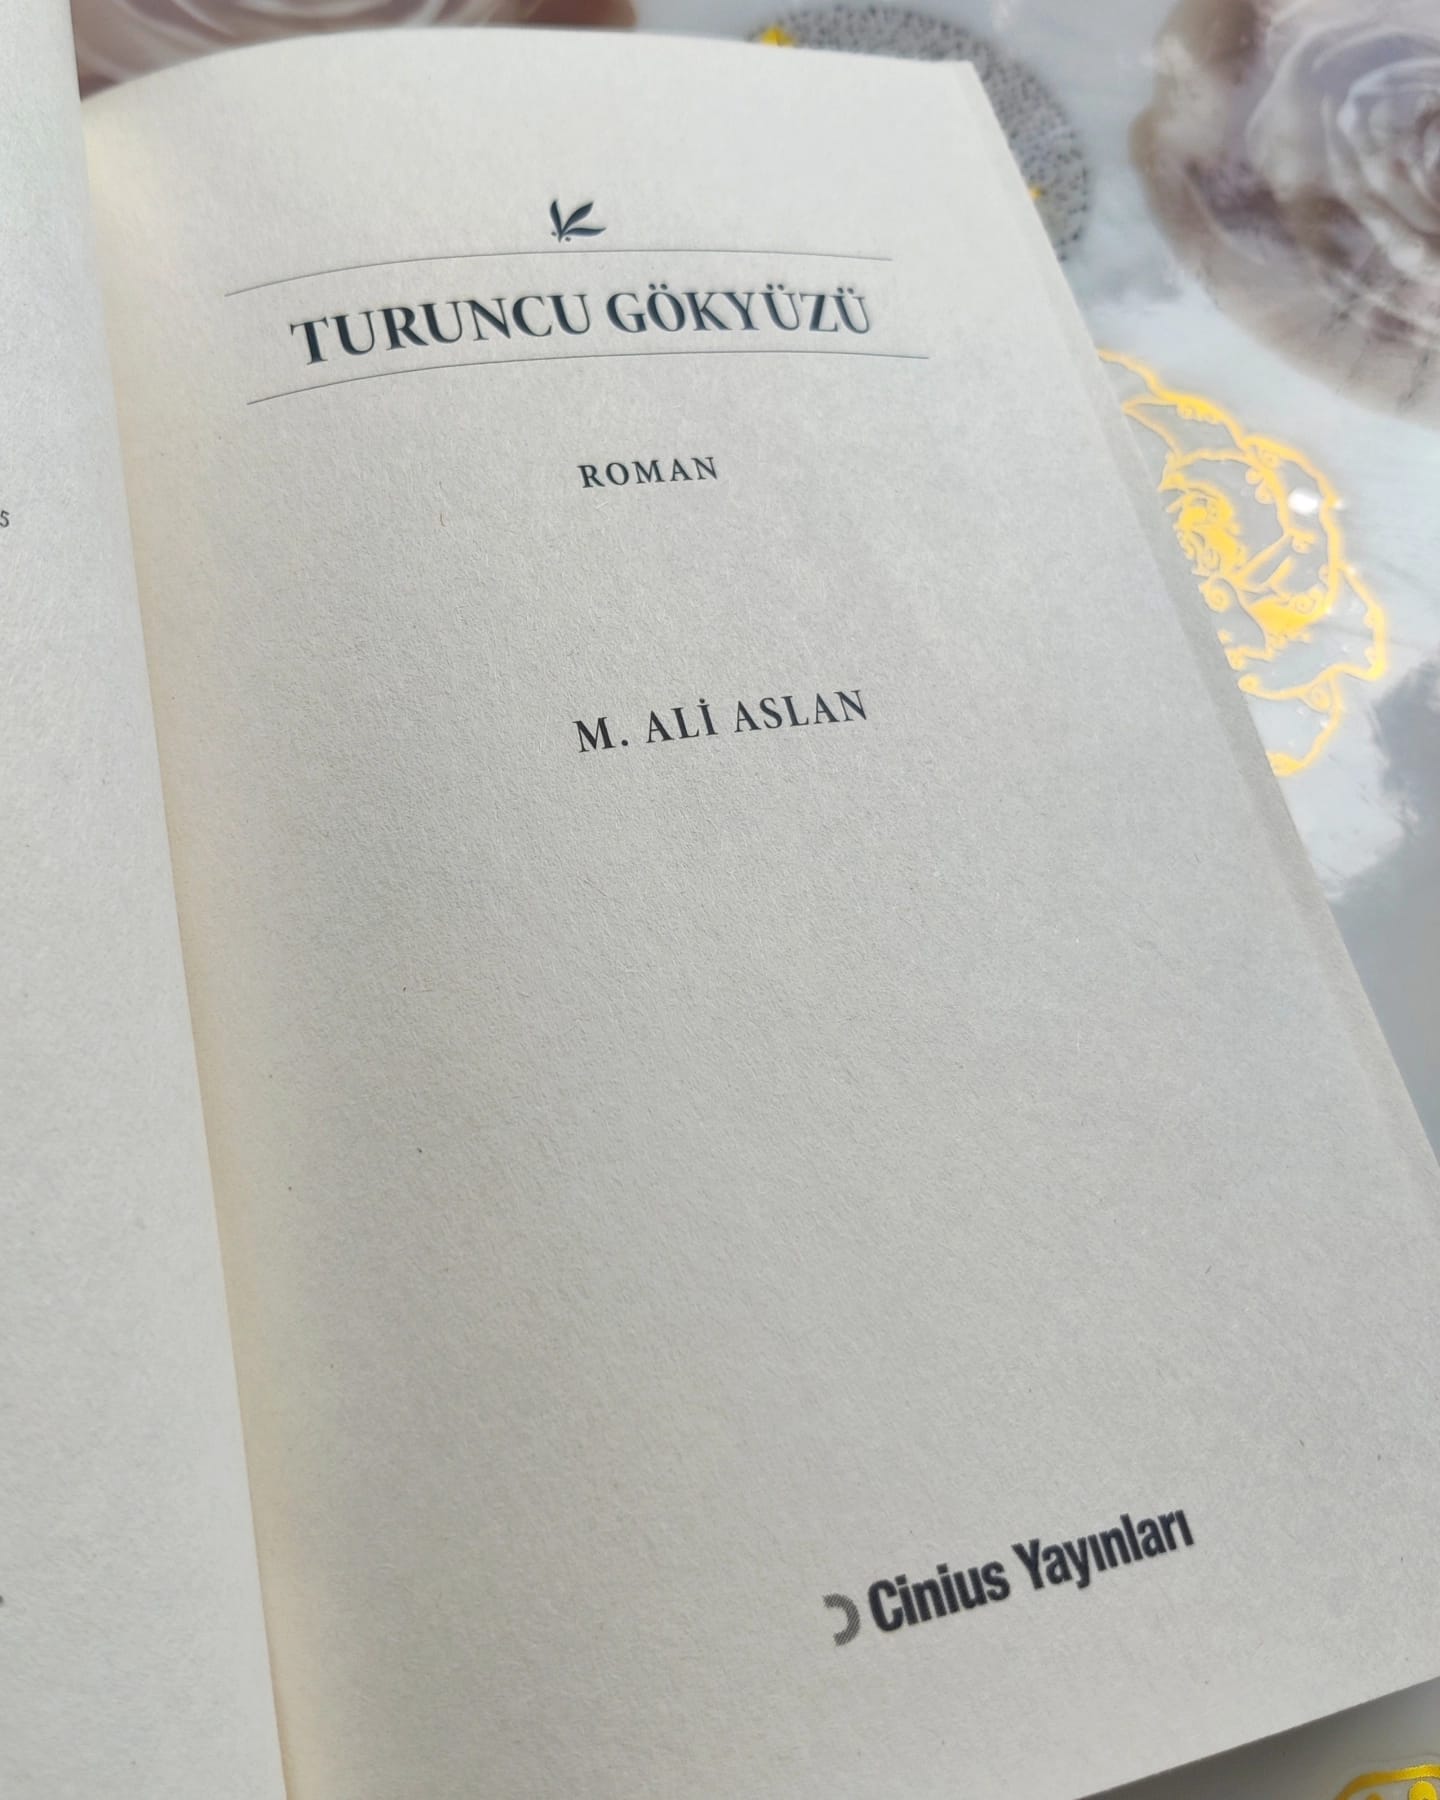 TURUNCU GÖKYÜZÜ
ROMAN
M. ALİ ASLAN
Cinius Yayınları